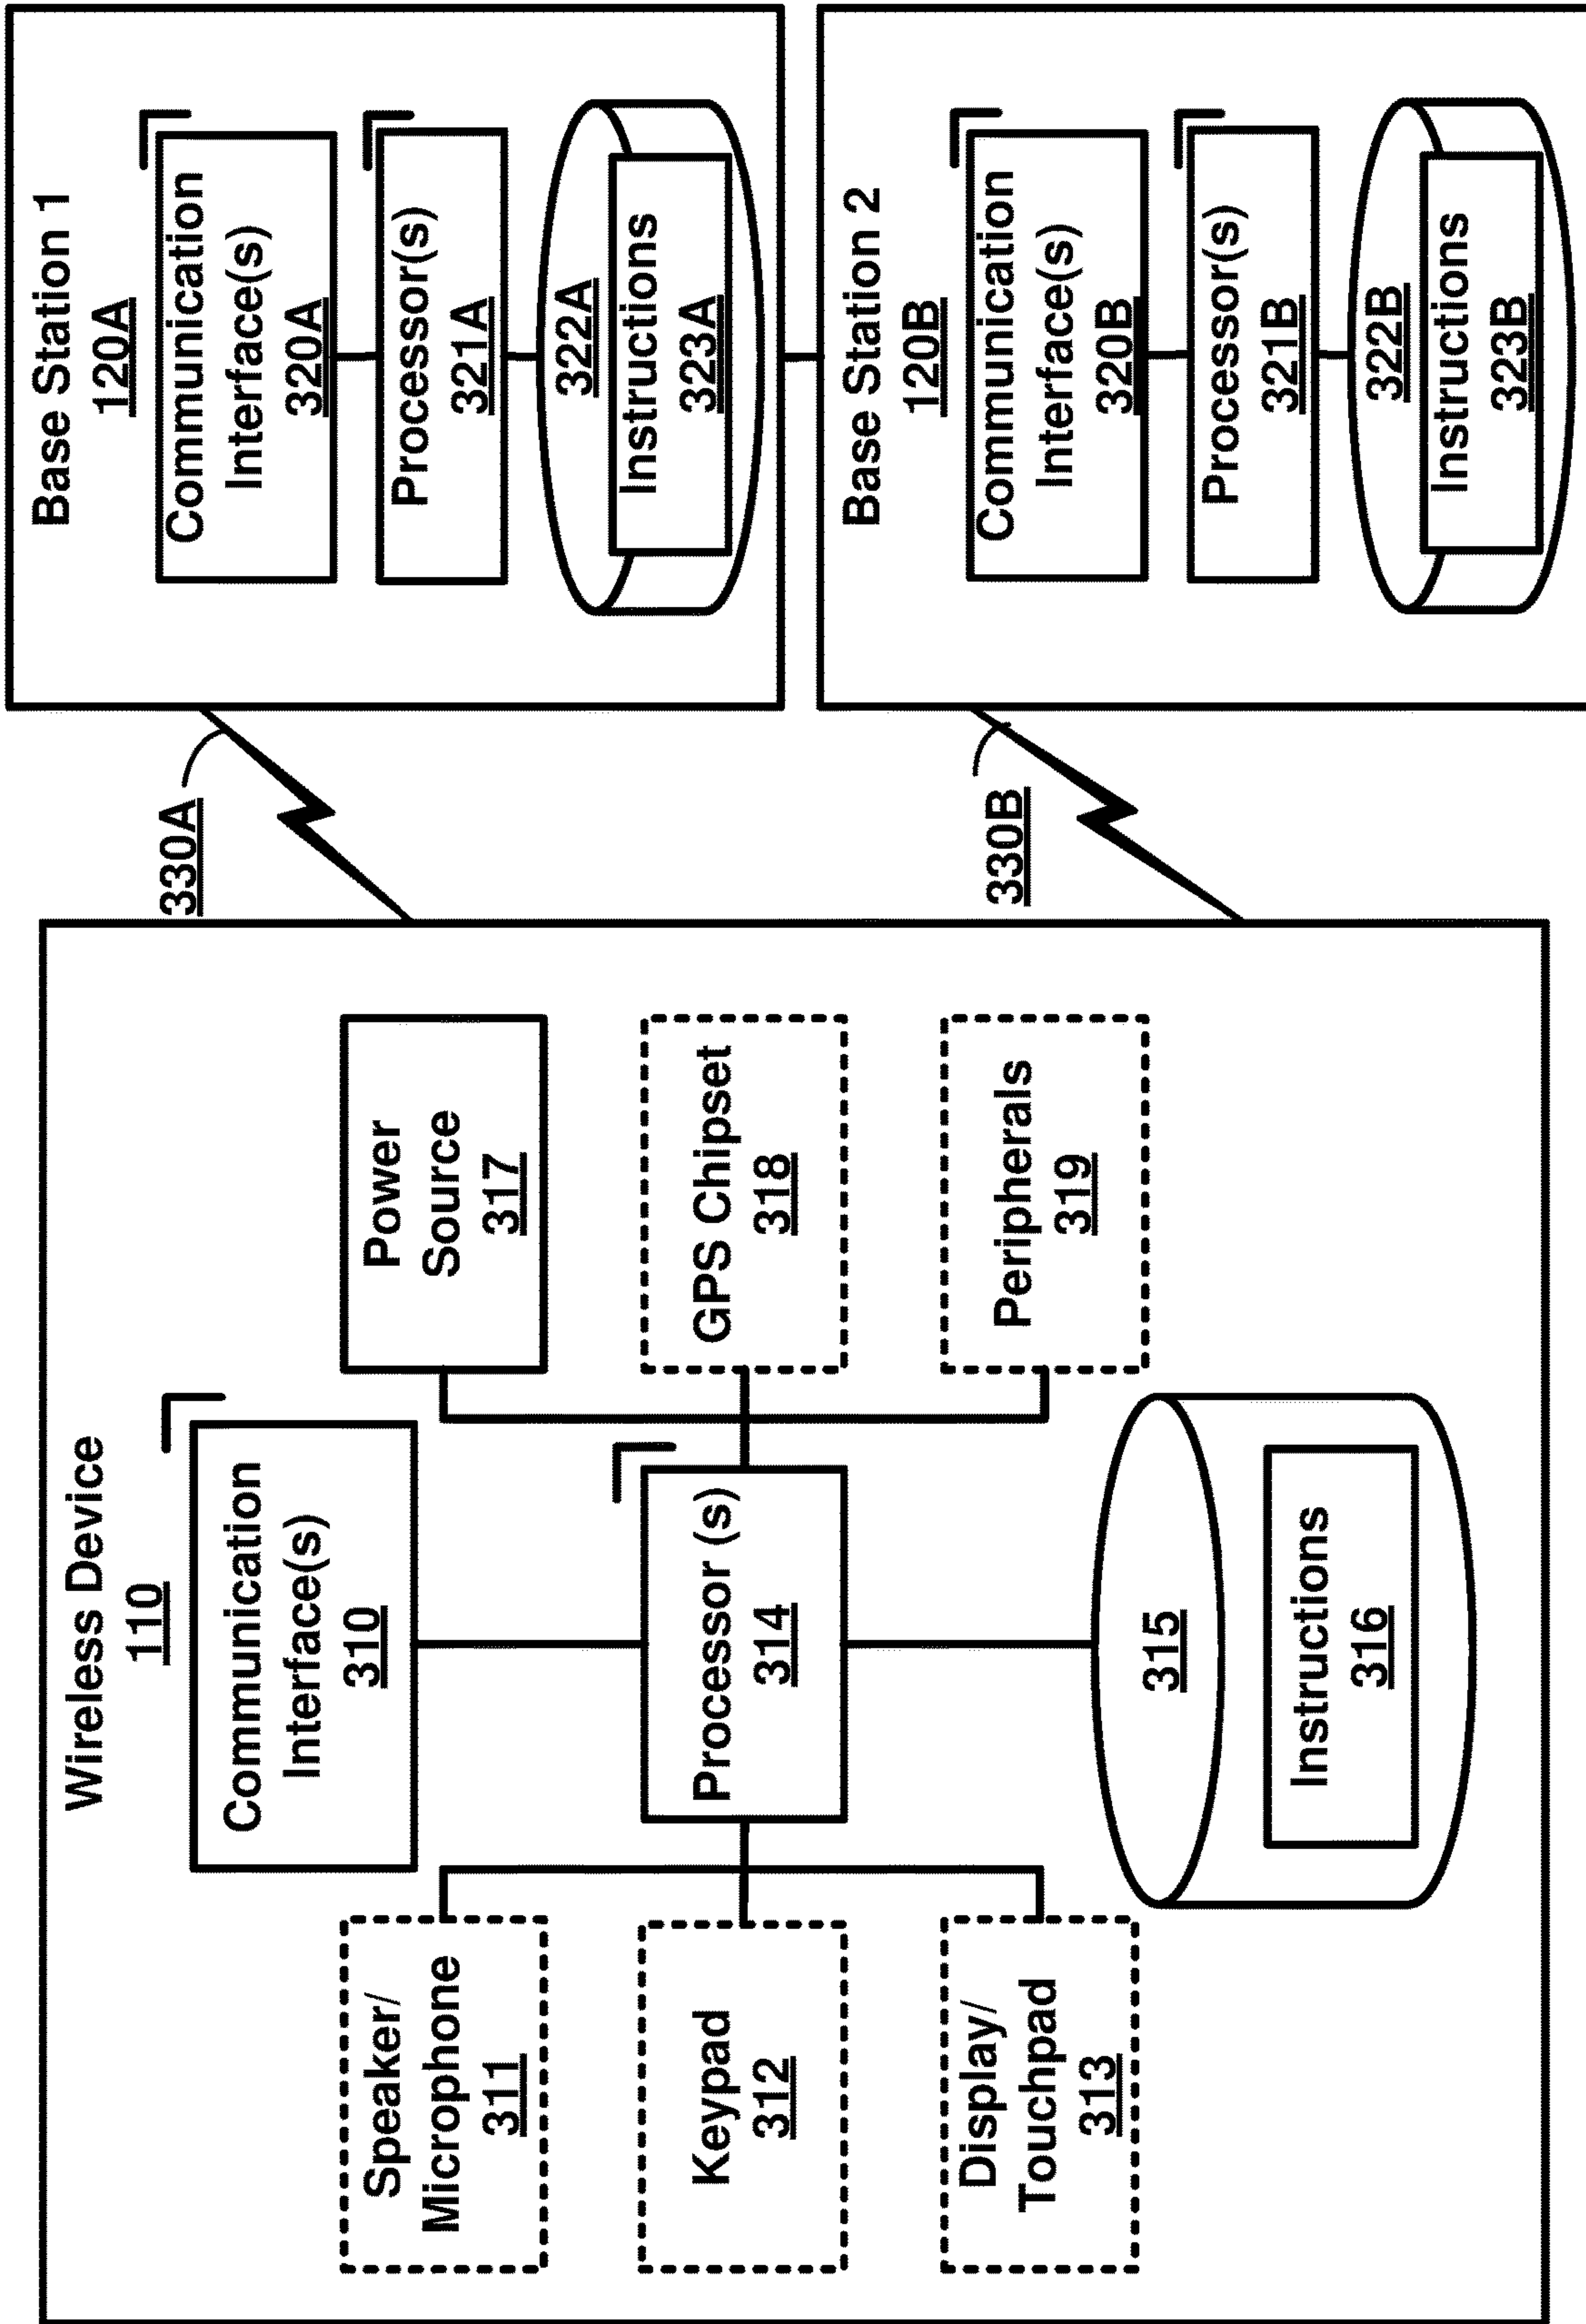 Wireless Device
110
Communication
Interface(s)
310
Speaker/
Microphone
311
Power
Source
317
Processor (s)
314
Keypad
312
GPS Chipset
318
Display/
Touchpad
313
Peripherals
319
315
Instructions
316
330A
330B
Base Station 1
120A
Communication
Interface(s)
320A
Processor(s)
321A
322A
Instructions
323A
Base Station 2
120B
Communication
Interface(s)
320B
Processor(s)
321B
322B
Instructions
323B